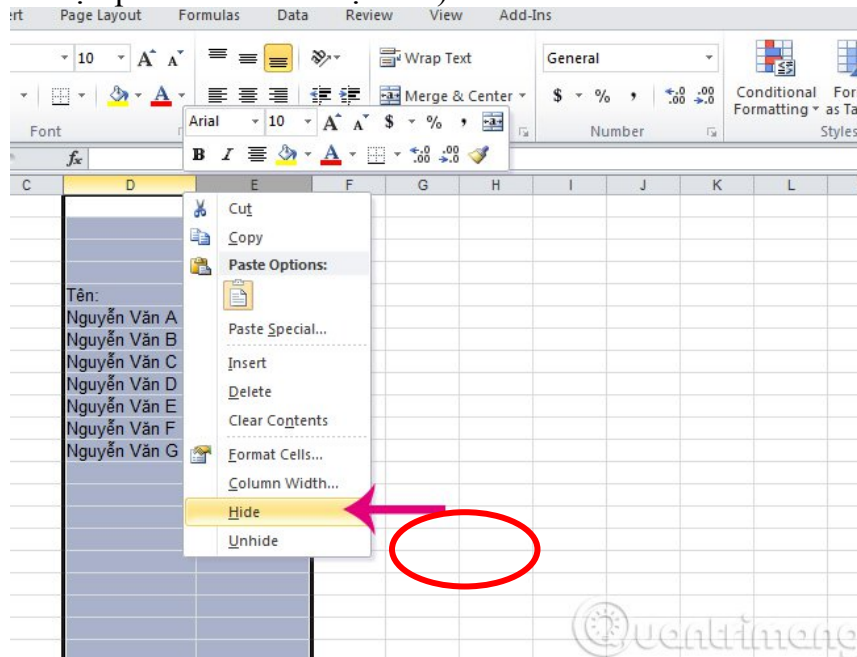 ert Page Layout Formulas Data Review View Add-Ins
10 A A Wrap Text General
A Merge & Center $ % , .00 Conditional For
Formatting as Ta
Font Number Styles
Arial 10 A A $ % ,
B I A
fx
C D E F G H I J K L
Cut
Copy
Paste Options:
Tên:
Nguyễn Văn A
Paste Special...
Nguyễn Văn B
Nguyễn Văn C
Insert
Nguyễn Văn D
Delete
Nguyễn Văn E
Clear Contents
Nguyễn Văn F
Nguyễn Văn G
Format Cells...
Column Width...
Hide
Unhide
Quantrimang